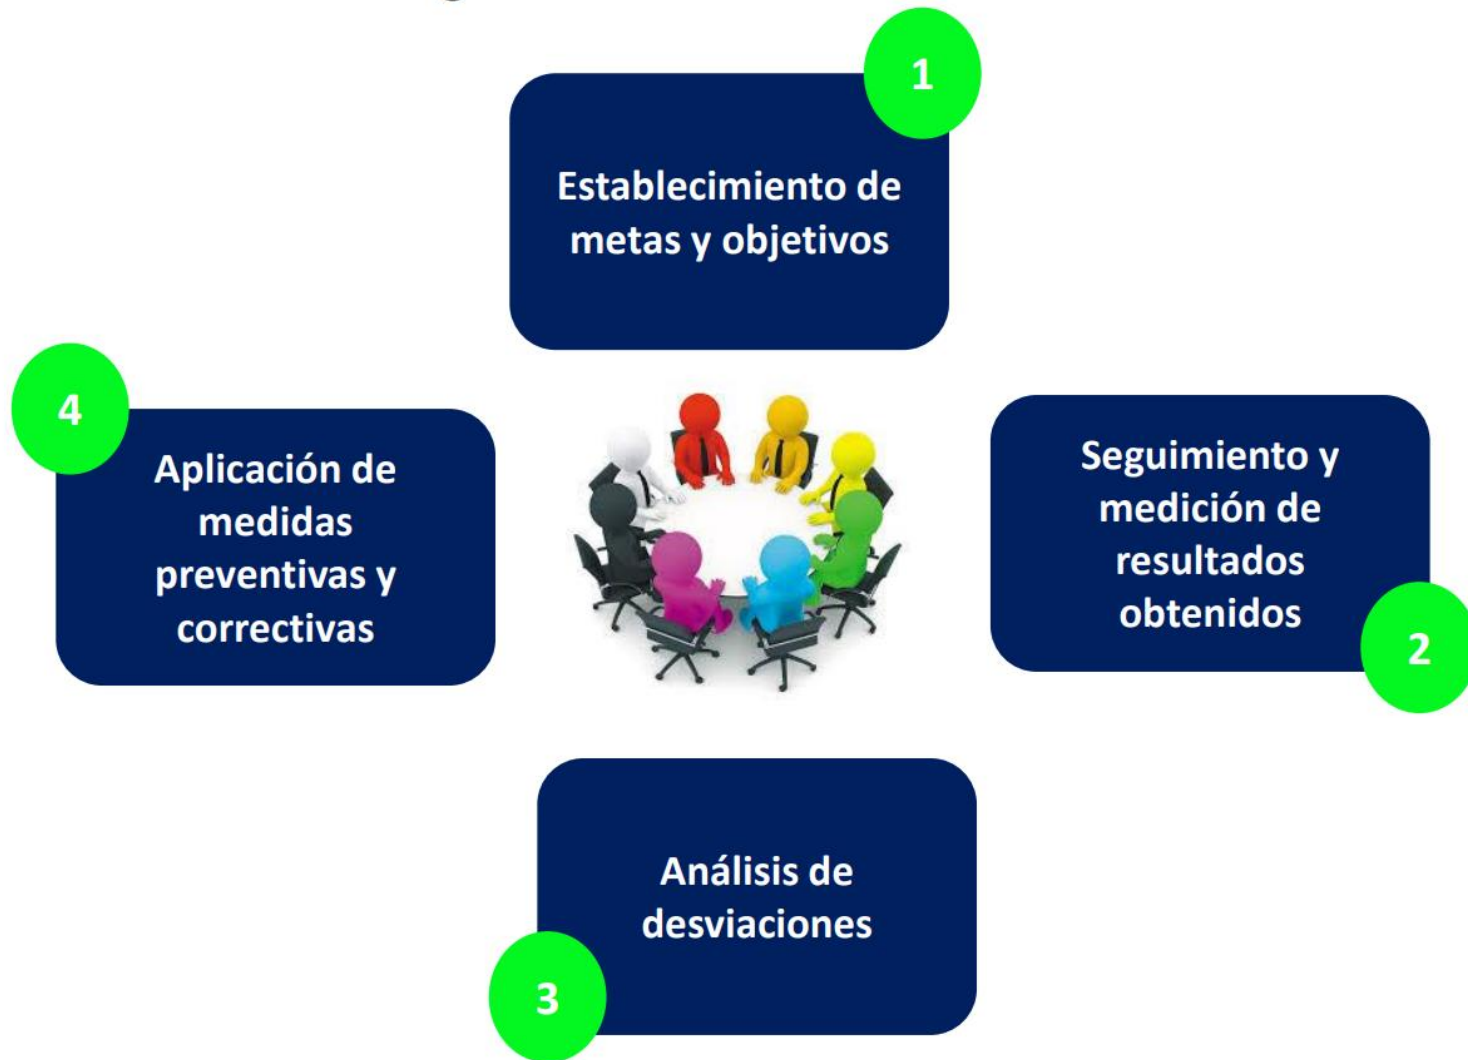 1
Establecimiento de
metas y objetivos
Seguimiento y
medición de
resultados
obtenidos
2
Análisis de
desviaciones
3
4
Aplicación de
medidas
preventivas y
correctivas